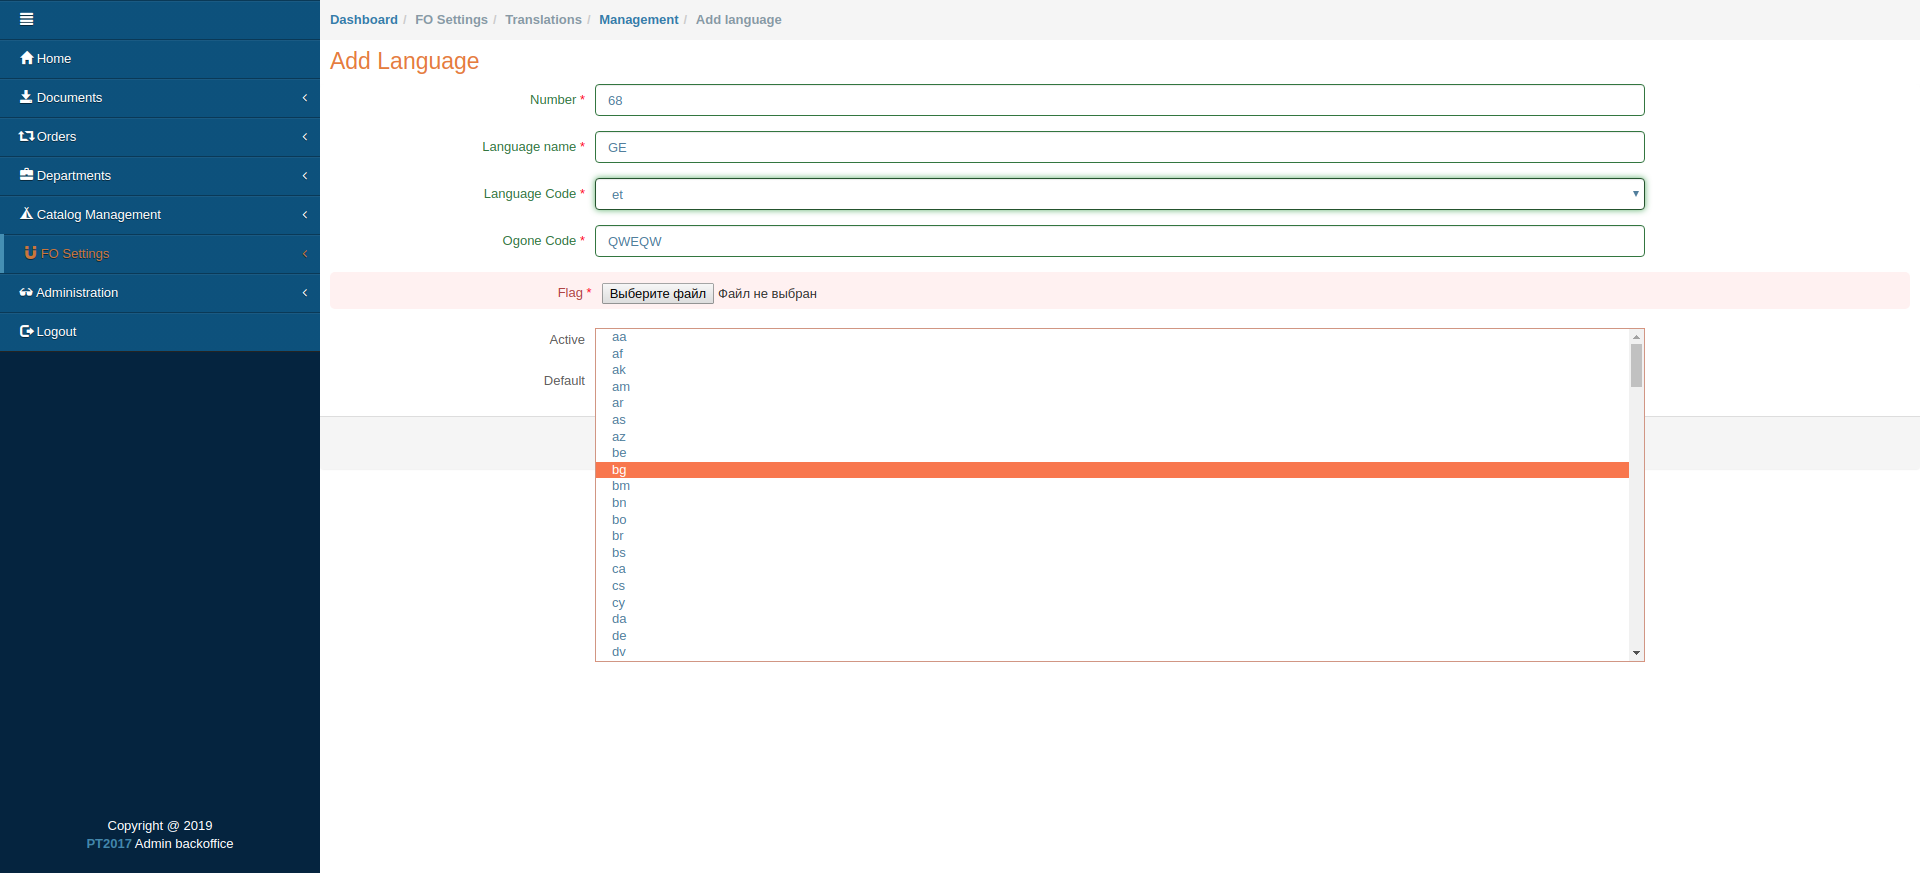 Dashboard / FO Settings / Translations / Management / Add language
Home
Documents
Orders
Departments
Catalog Management
FO Settings
Administration
Logout
Copyright @ 2019
PT2017 Admin backoffice
Add Language
Number * 68
Language name * GE
Language Code * et
Ogone Code * QWEQW
Flag * Выберите файл Файл не выбран
Active
Default
aa
af
ak
am
ar
as
az
be
bg
bm
bn
bo
br
bs
ca
cs
cy
da
de
dv